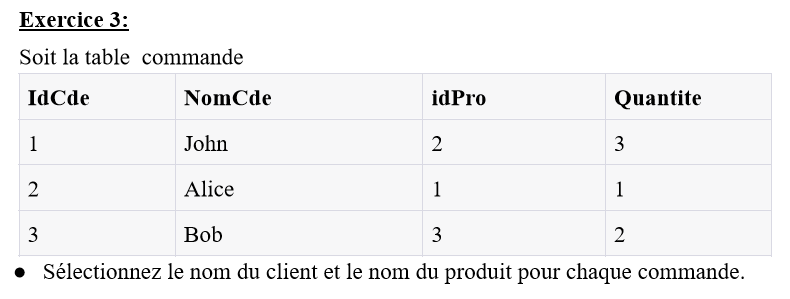 Exercice 3:
Soit la table  commande
IdCde NomCde idPro Quantite
1 John 2 3
2 Alice 1 1
3 Bob 3 2
● Sélectionnez le nom du client et le nom du produit pour chaque commande.